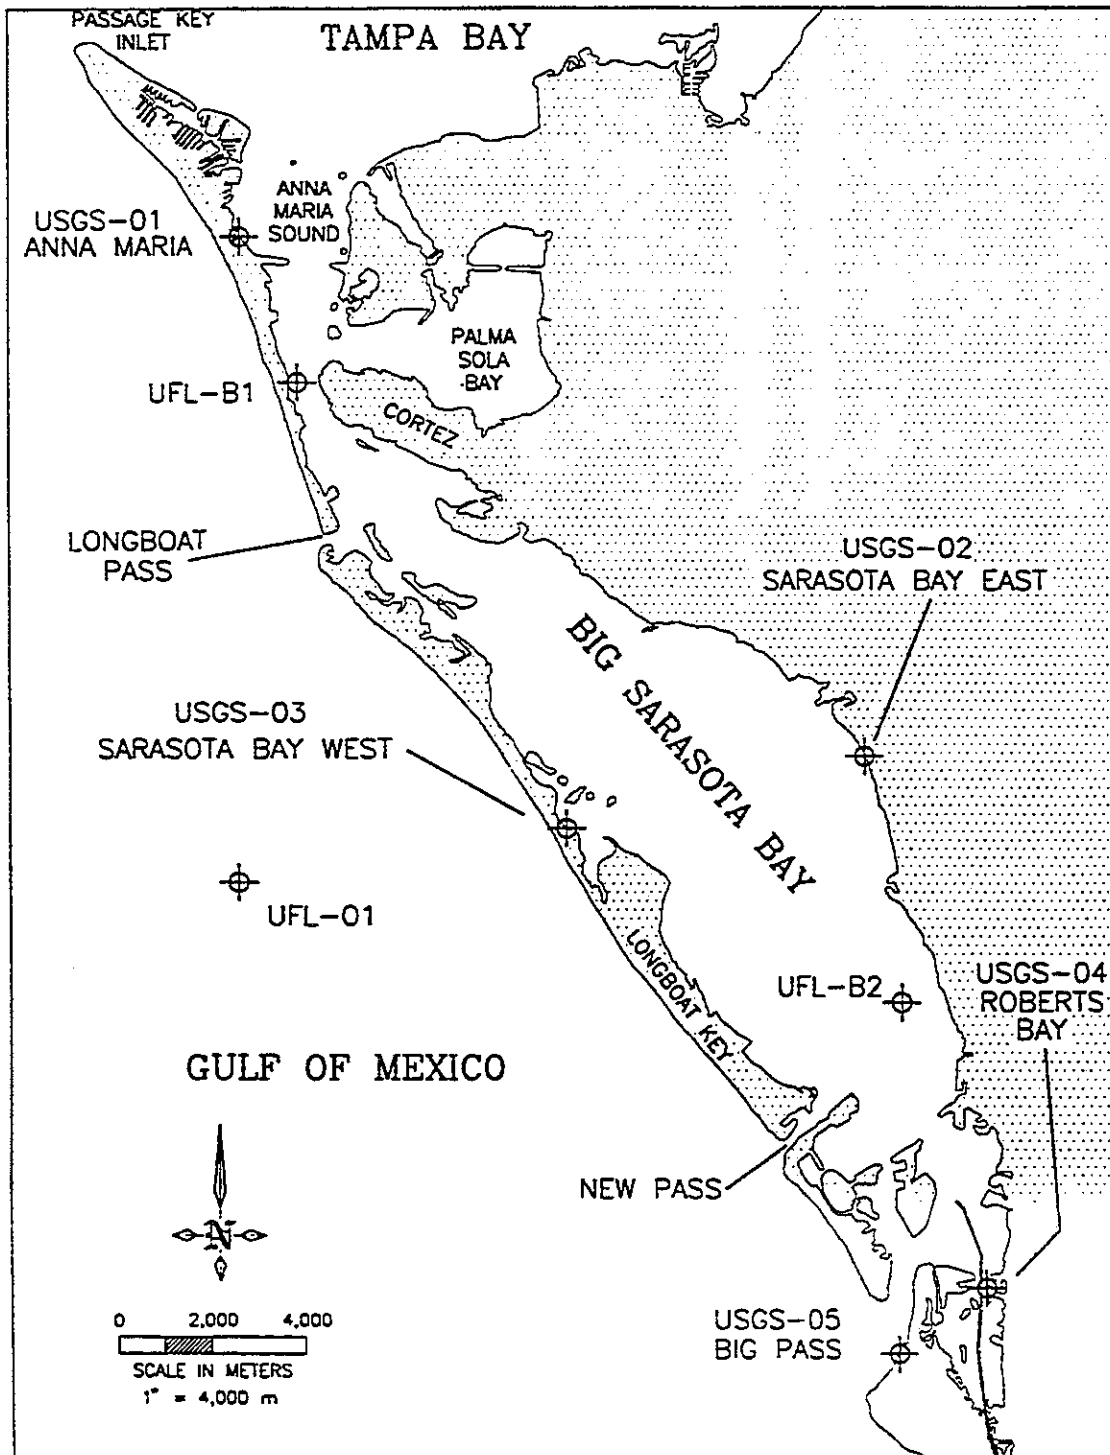 PASSAGE KEY
INLET
TAMPA BAY
ANNA
MARIA
SOUND
USGS-01
ANNA MARIA
PALMA
SOLA
BAY
UFL-B1
CORTEZ
LONGBOAT
PASS
USGS-02
SARASOTA BAY EAST
BIG SARASOTA BAY
USGS-03
SARASOTA BAY WEST
UFL-01
LONGBOAT KEY
UFL-B2
USGS-04
ROBERTS
BAY
GULF OF MEXICO
NEW PASS
N
0 2,000 4,000
SCALE IN METERS
1" = 4,000 m
USGS-05
BIG PASS